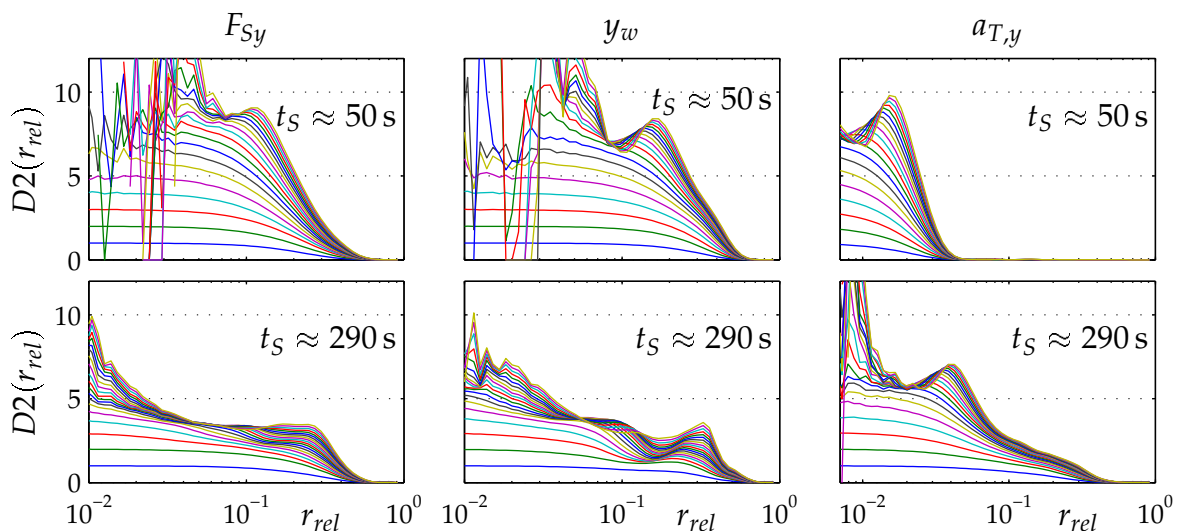 F_{Sy} y_w a_{T,y}
D2(r_{rel})
10
5
0
t_S ≈ 50 s t_S ≈ 50 s t_S ≈ 50 s
D2(r_{rel})
10
5
0
t_S ≈ 290 s t_S ≈ 290 s t_S ≈ 290 s
10^{-2} 10^{-1} r_{rel} 10^0 10^{-2} 10^{-1} r_{rel} 10^0 10^{-2} 10^{-1} r_{rel} 10^0